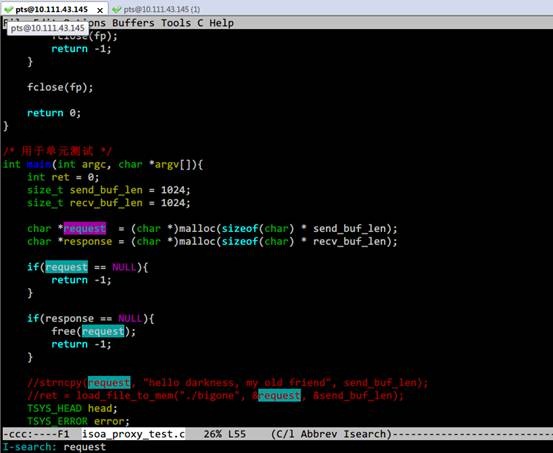 pts@10.111.43.145 × pts@10.111.43.145 (1)
File Edit Options Buffers Tools C Help
pts@10.111.43.145
fclose(fp);
return -1;
}
fclose(fp);
return 0;
}
/* 用于单元测试 */
int main(int argc, char *argv[]){
int ret = 0;
size_t send_buf_len = 1024;
size_t recv_buf_len = 1024;
char *request  = (char *)malloc(sizeof(char) * send_buf_len);
char *response = (char *)malloc(sizeof(char) * recv_buf_len);
if(request == NULL){
return -1;
}
if(response == NULL){
free(request);
return -1;
}
//strncpy(request, "hello darkness, my old friend", send_buf_len);
//ret = load_file_to_mem("./bigone", &request, &send_buf_len);
TSYS_HEAD head;
TSYS_ERROR error;
-ccc:----F1  isoa_proxy_test.c   26% L55   (C/l Abbrev Isearch)---------------------------
I-search: request